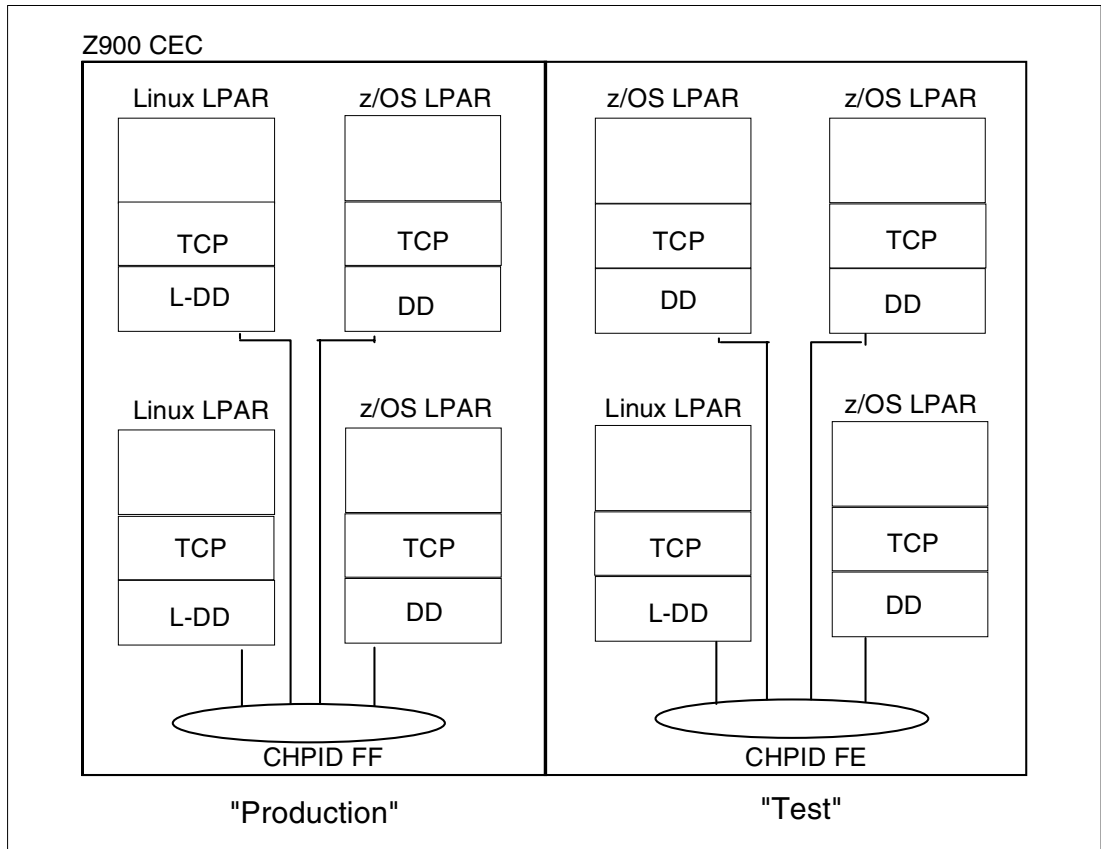 Z900 CEC
Linux LPAR z/OS LPAR z/OS LPAR z/OS LPAR
TCP TCP TCP TCP
L-DD DD DD DD
Linux LPAR z/OS LPAR Linux LPAR z/OS LPAR
TCP TCP TCP TCP
L-DD DD L-DD DD
CHPID FF CHPID FE
"Production" "Test"